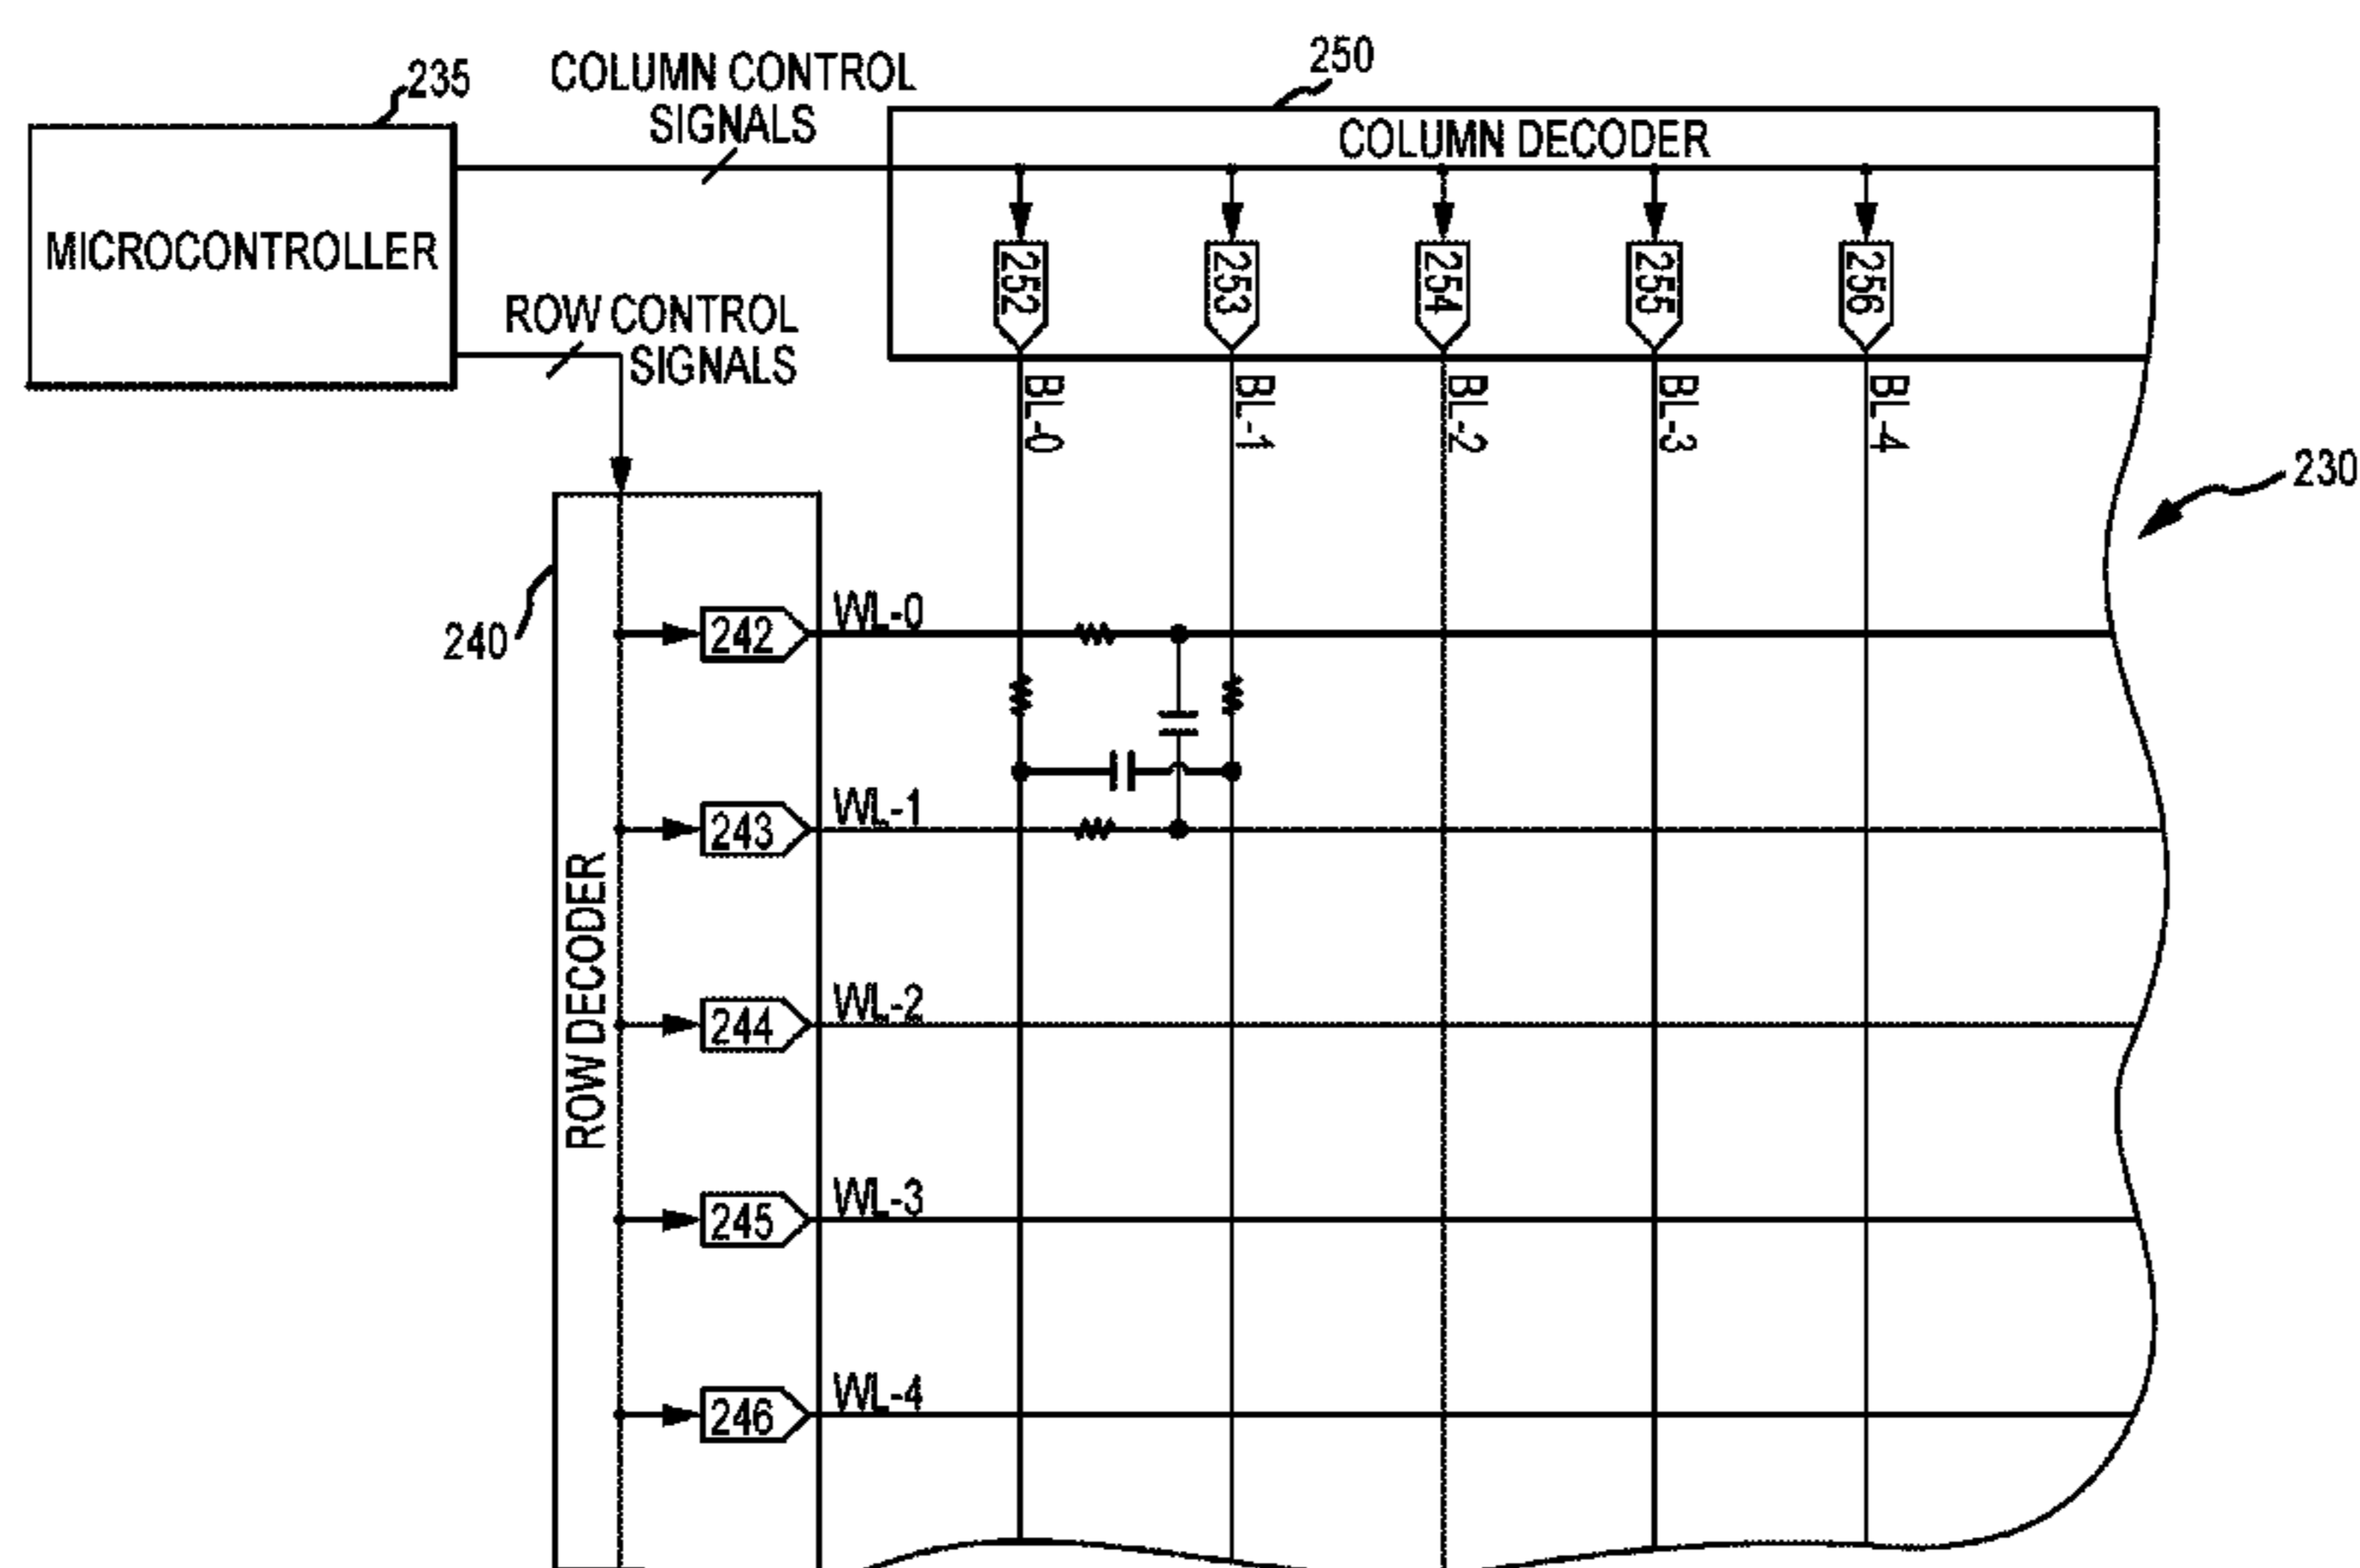 235
COLUMN CONTROL
SIGNALS
250
COLUMN DECODER
MICROCONTROLLER
252
253
254
255
256
ROW CONTROL
SIGNALS
BL-0
BL-1
BL-2
BL-3
BL-4
230
240
ROW DECODER
242
WL-0
243
WL-1
244
WL-2
245
WL-3
246
WL-4